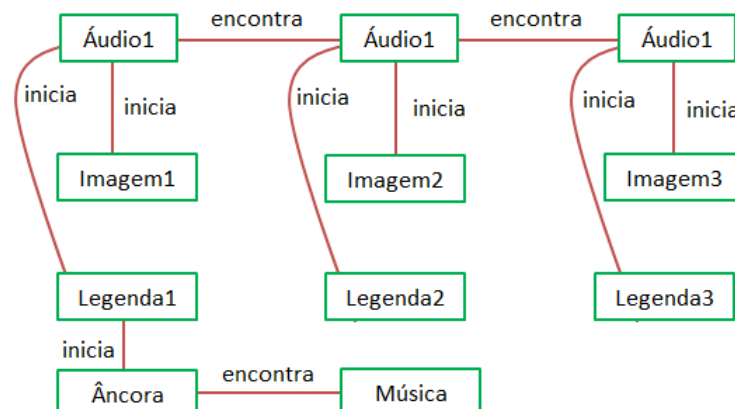 encontra
encontra
Áudio1
Áudio1
Áudio1
inicia
inicia
inicia
inicia
inicia
inicia
Imagem1
Imagem2
Imagem3
Legenda1
Legenda2
Legenda3
inicia
encontra
Âncora
Música